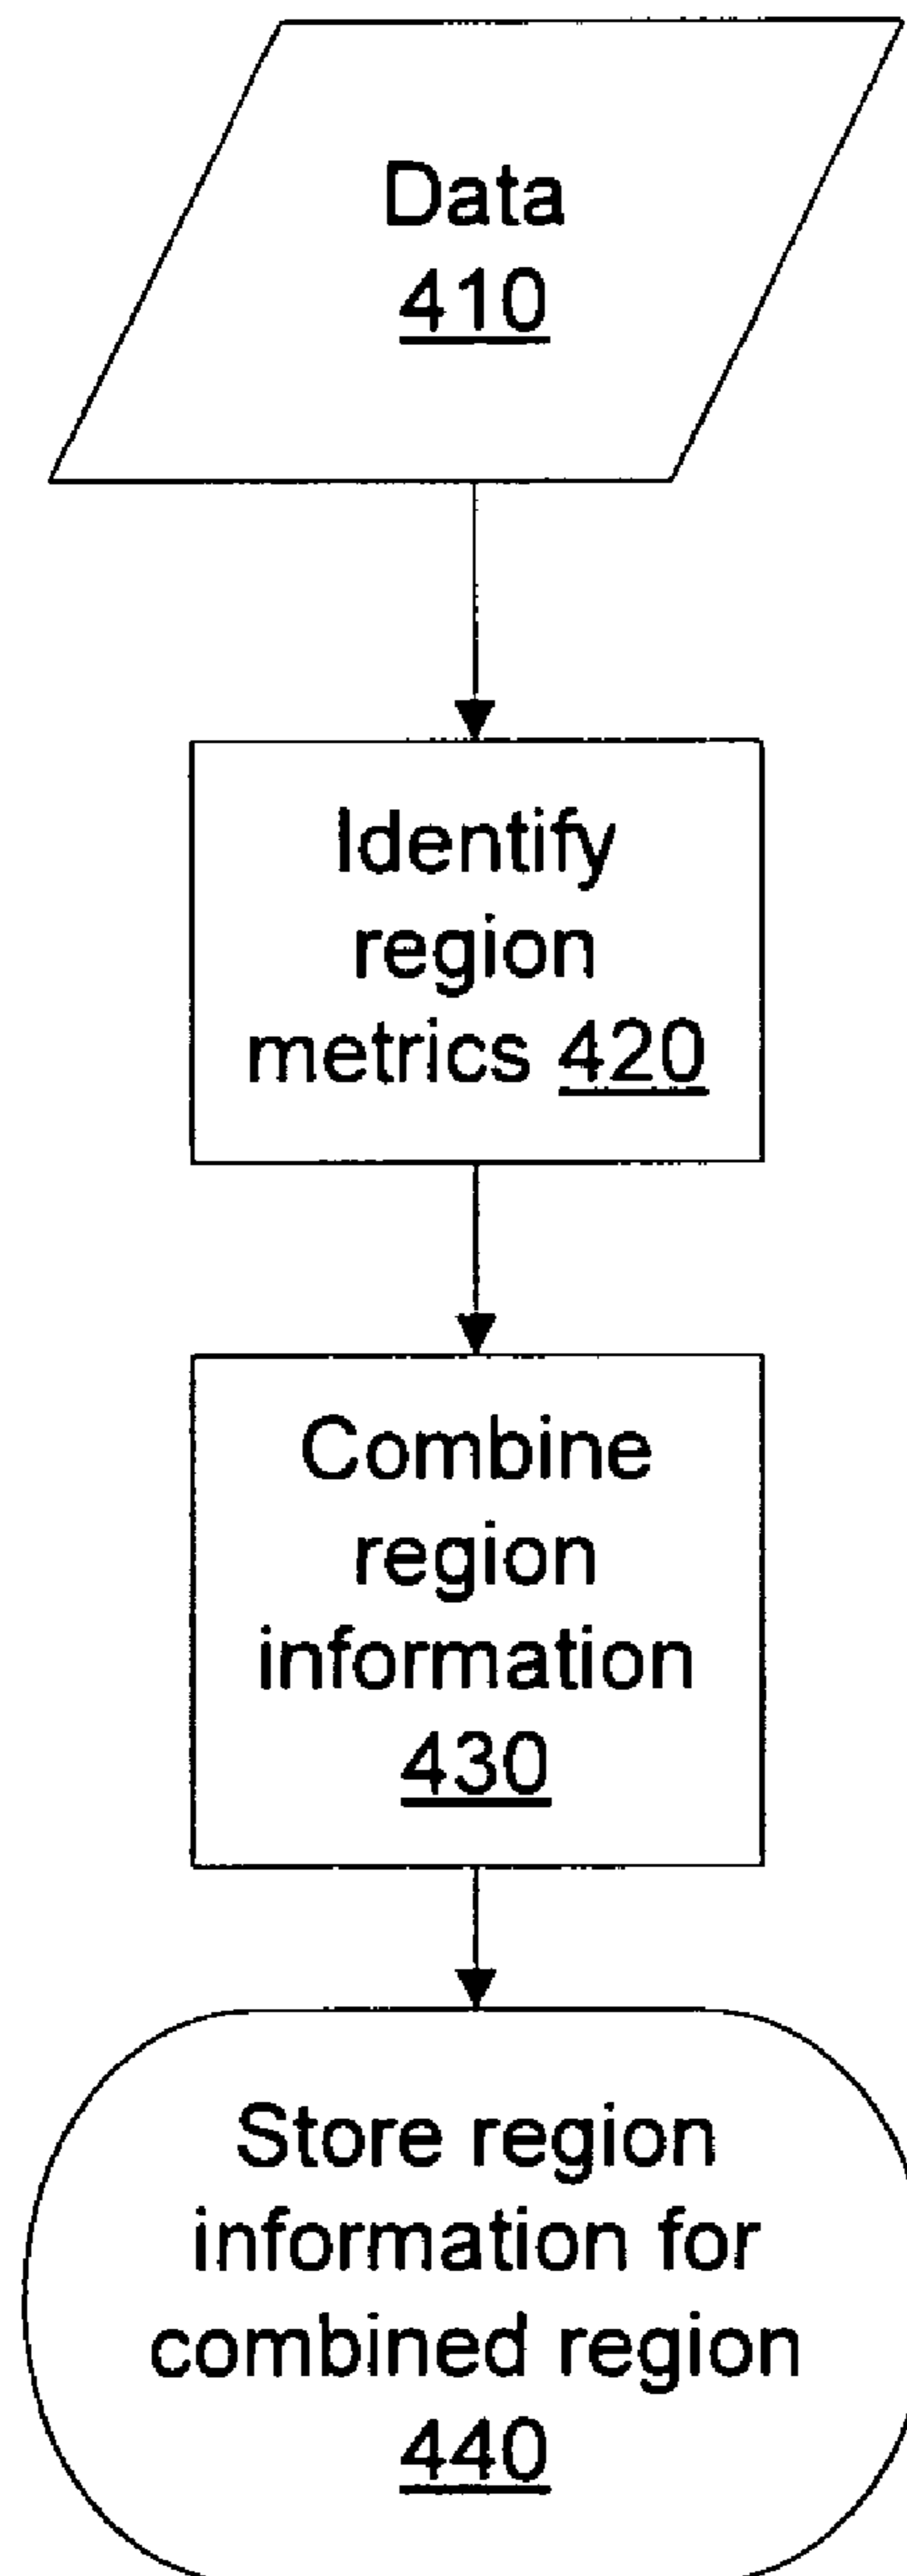 Data
410
Identify
region
metrics 420
Combine
region
information
430
Store region
information for
combined region
440